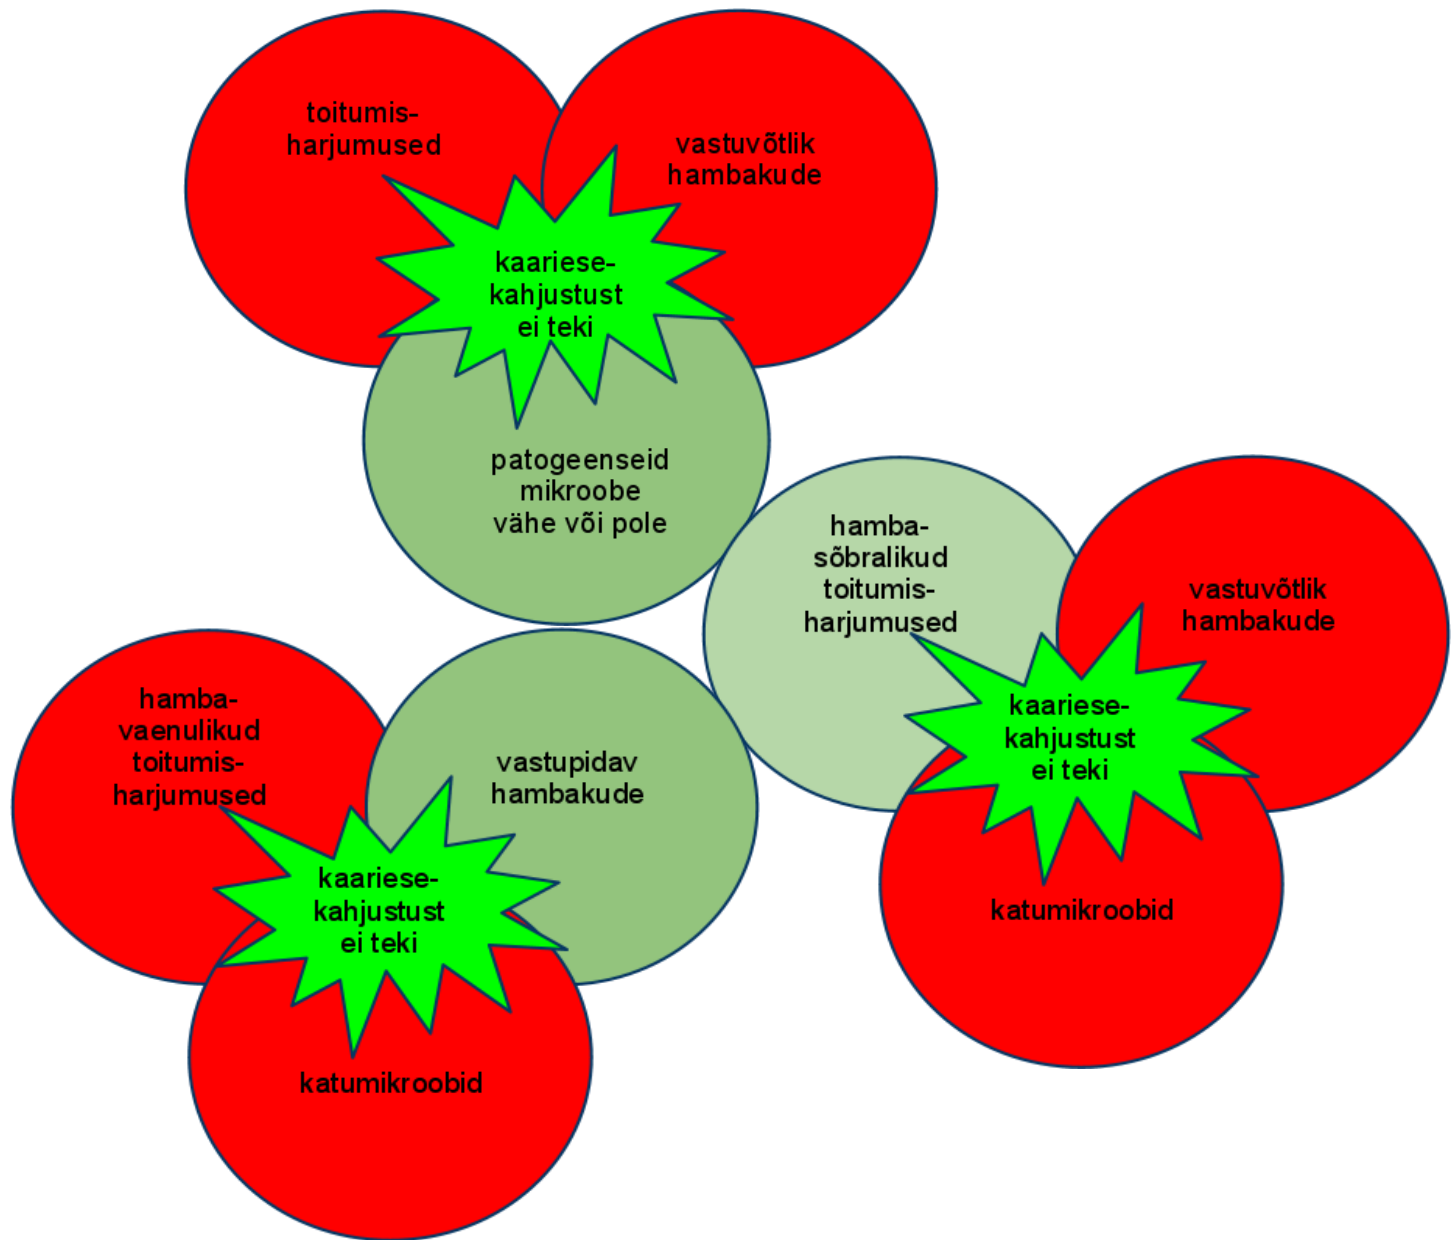 toitumis-
harjumused
vastuvõtlik
hambakude
kaariese-
kahjustust
ei teki
patogeenseid
mikroobe
vähe või pole
hamba-
sõbralikud
toitumis-
harjumused
vastuvõtlik
hambakude
kaariese-
kahjustust
ei teki
katumikroobid
hamba-
vaenulikud
toitumis-
harjumused
vastupidav
hambakude
kaariese-
kahjustust
ei teki
katumikroobid